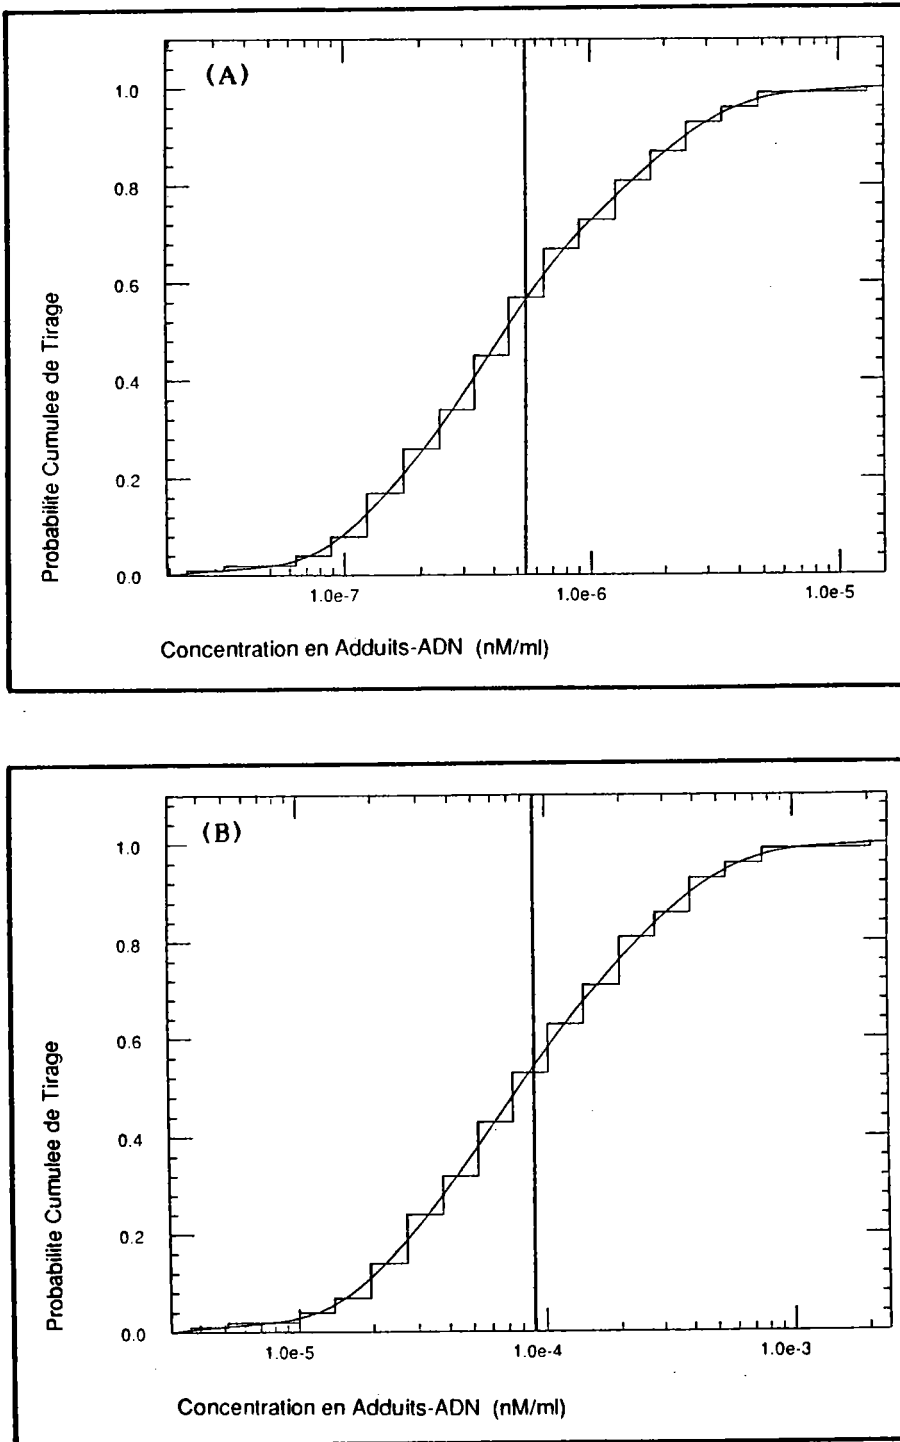 (A)
1.0
0.8
0.6
0.4
0.2
0.0
Probabilite Cumulee de Tirage
1.0e-7 1.0e-6 1.0e-5
Concentration en Adduits-ADN (nM/ml)
(B)
1.0
0.8
0.6
0.4
0.2
0.0
Probabilite Cumulee de Tirage
1.0e-5 1.0e-4 1.0e-3
Concentration en Adduits-ADN (nM/ml)